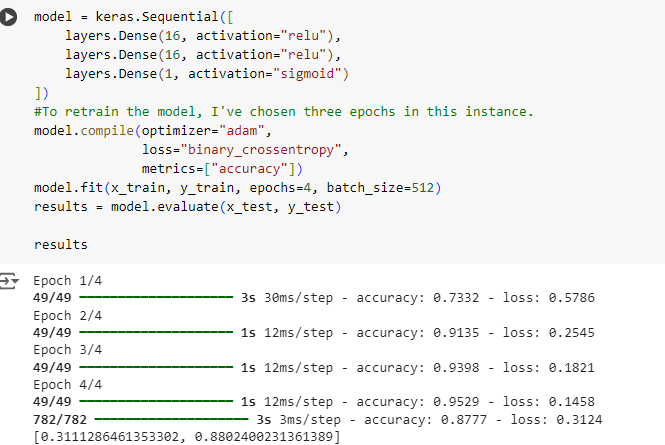 model = keras.Sequential([
    layers.Dense(16, activation="relu"),
    layers.Dense(16, activation="relu"),
    layers.Dense(1, activation="sigmoid")
])
#To retrain the model, I've chosen three epochs in this instance.
model.compile(optimizer="adam",
              loss="binary_crossentropy",
              metrics=["accuracy"])
model.fit(x_train, y_train, epochs=4, batch_size=512)
results = model.evaluate(x_test, y_test)
results
Epoch 1/4
49/49 ━━━━━━━━━━━━━━━━━━━━ 3s 30ms/step - accuracy: 0.7332 - loss: 0.5786
Epoch 2/4
49/49 ━━━━━━━━━━━━━━━━━━━━ 1s 12ms/step - accuracy: 0.9135 - loss: 0.2545
Epoch 3/4
49/49 ━━━━━━━━━━━━━━━━━━━━ 1s 12ms/step - accuracy: 0.9398 - loss: 0.1821
Epoch 4/4
49/49 ━━━━━━━━━━━━━━━━━━━━ 1s 12ms/step - accuracy: 0.9529 - loss: 0.1458
782/782 ━━━━━━━━━━━━━━━━━━━━ 3s 3ms/step - accuracy: 0.8777 - loss: 0.3124
[0.3111286461353302, 0.8802400231361389]